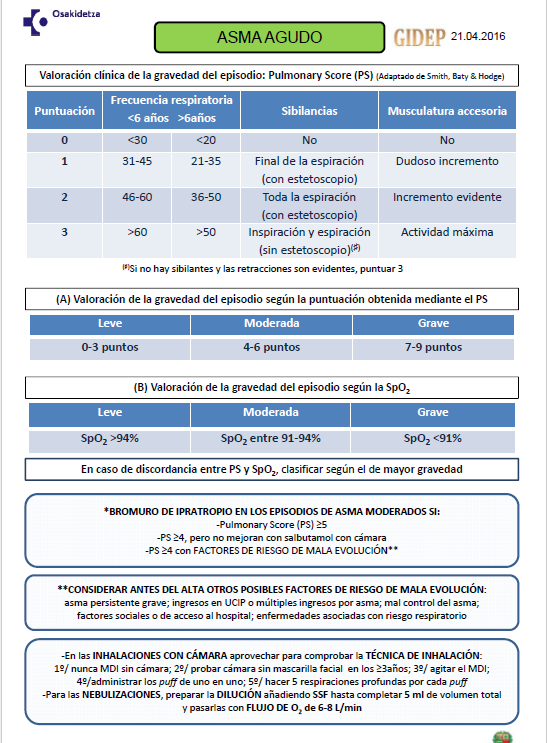 Osakidetza
ASMA AGUDO
GIDEP 21.04.2016
Valoración clínica de la gravedad del episodio: Pulmonary Score (PS) (Adaptado de Smith, Baty & Hodge)
Puntuación Frecuencia respiratoria <6 años >6años Sibilancias Musculatura accesoria
0 <30 <20 No No
1 31-45 21-35 Final de la espiración (con estetoscopio) Dudoso incremento
2 46-60 36-50 Toda la espiración (con estetoscopio) Incremento evidente
3 >60 >50 Inspiración y espiración (sin estetoscopio)(#) Actividad máxima
(#)Si no hay sibilantes y las retracciones son evidentes, puntuar 3
(A) Valoración de la gravedad del episodio según la puntuación obtenida mediante el PS
Leve Moderada Grave
0-3 puntos 4-6 puntos 7-9 puntos
(B) Valoración de la gravedad del episodio según la SpO₂
Leve Moderada Grave
SpO₂ >94% SpO₂ entre 91-94% SpO₂ <91%
En caso de discordancia entre PS y SpO₂, clasificar según el de mayor gravedad
*BROMURO DE IPRATROPIO EN LOS EPISODIOS DE ASMA MODERADOS SI:
-Pulmonary Score (PS) ≥5
-PS ≥4, pero no mejoran con salbutamol con cámara
-PS ≥4 con FACTORES DE RIESGO DE MALA EVOLUCIÓN**
**CONSIDERAR ANTES DEL ALTA OTROS POSIBLES FACTORES DE RIESGO DE MALA EVOLUCIÓN:
asma persistente grave; ingresos en UCIP o múltiples ingresos por asma; mal control del asma;
factores sociales o de acceso al hospital; enfermedades asociadas con riesgo respiratorio
-En las INHALACIONES CON CÁMARA aprovechar para comprobar la TÉCNICA DE INHALACIÓN:
1º/ nunca MDI sin cámara; 2º/ probar cámara sin mascarilla facial en los ≥3años; 3º/ agitar el MDI;
4º/administrar los puff de uno en uno; 5º/ hacer 5 respiraciones profundas por cada puff
-Para las NEBULIZACIONES, preparar la DILUCIÓN añadiendo SSF hasta completar 5 ml de volumen total
y pasarlas con FLUJO DE O₂ de 6-8 L/min